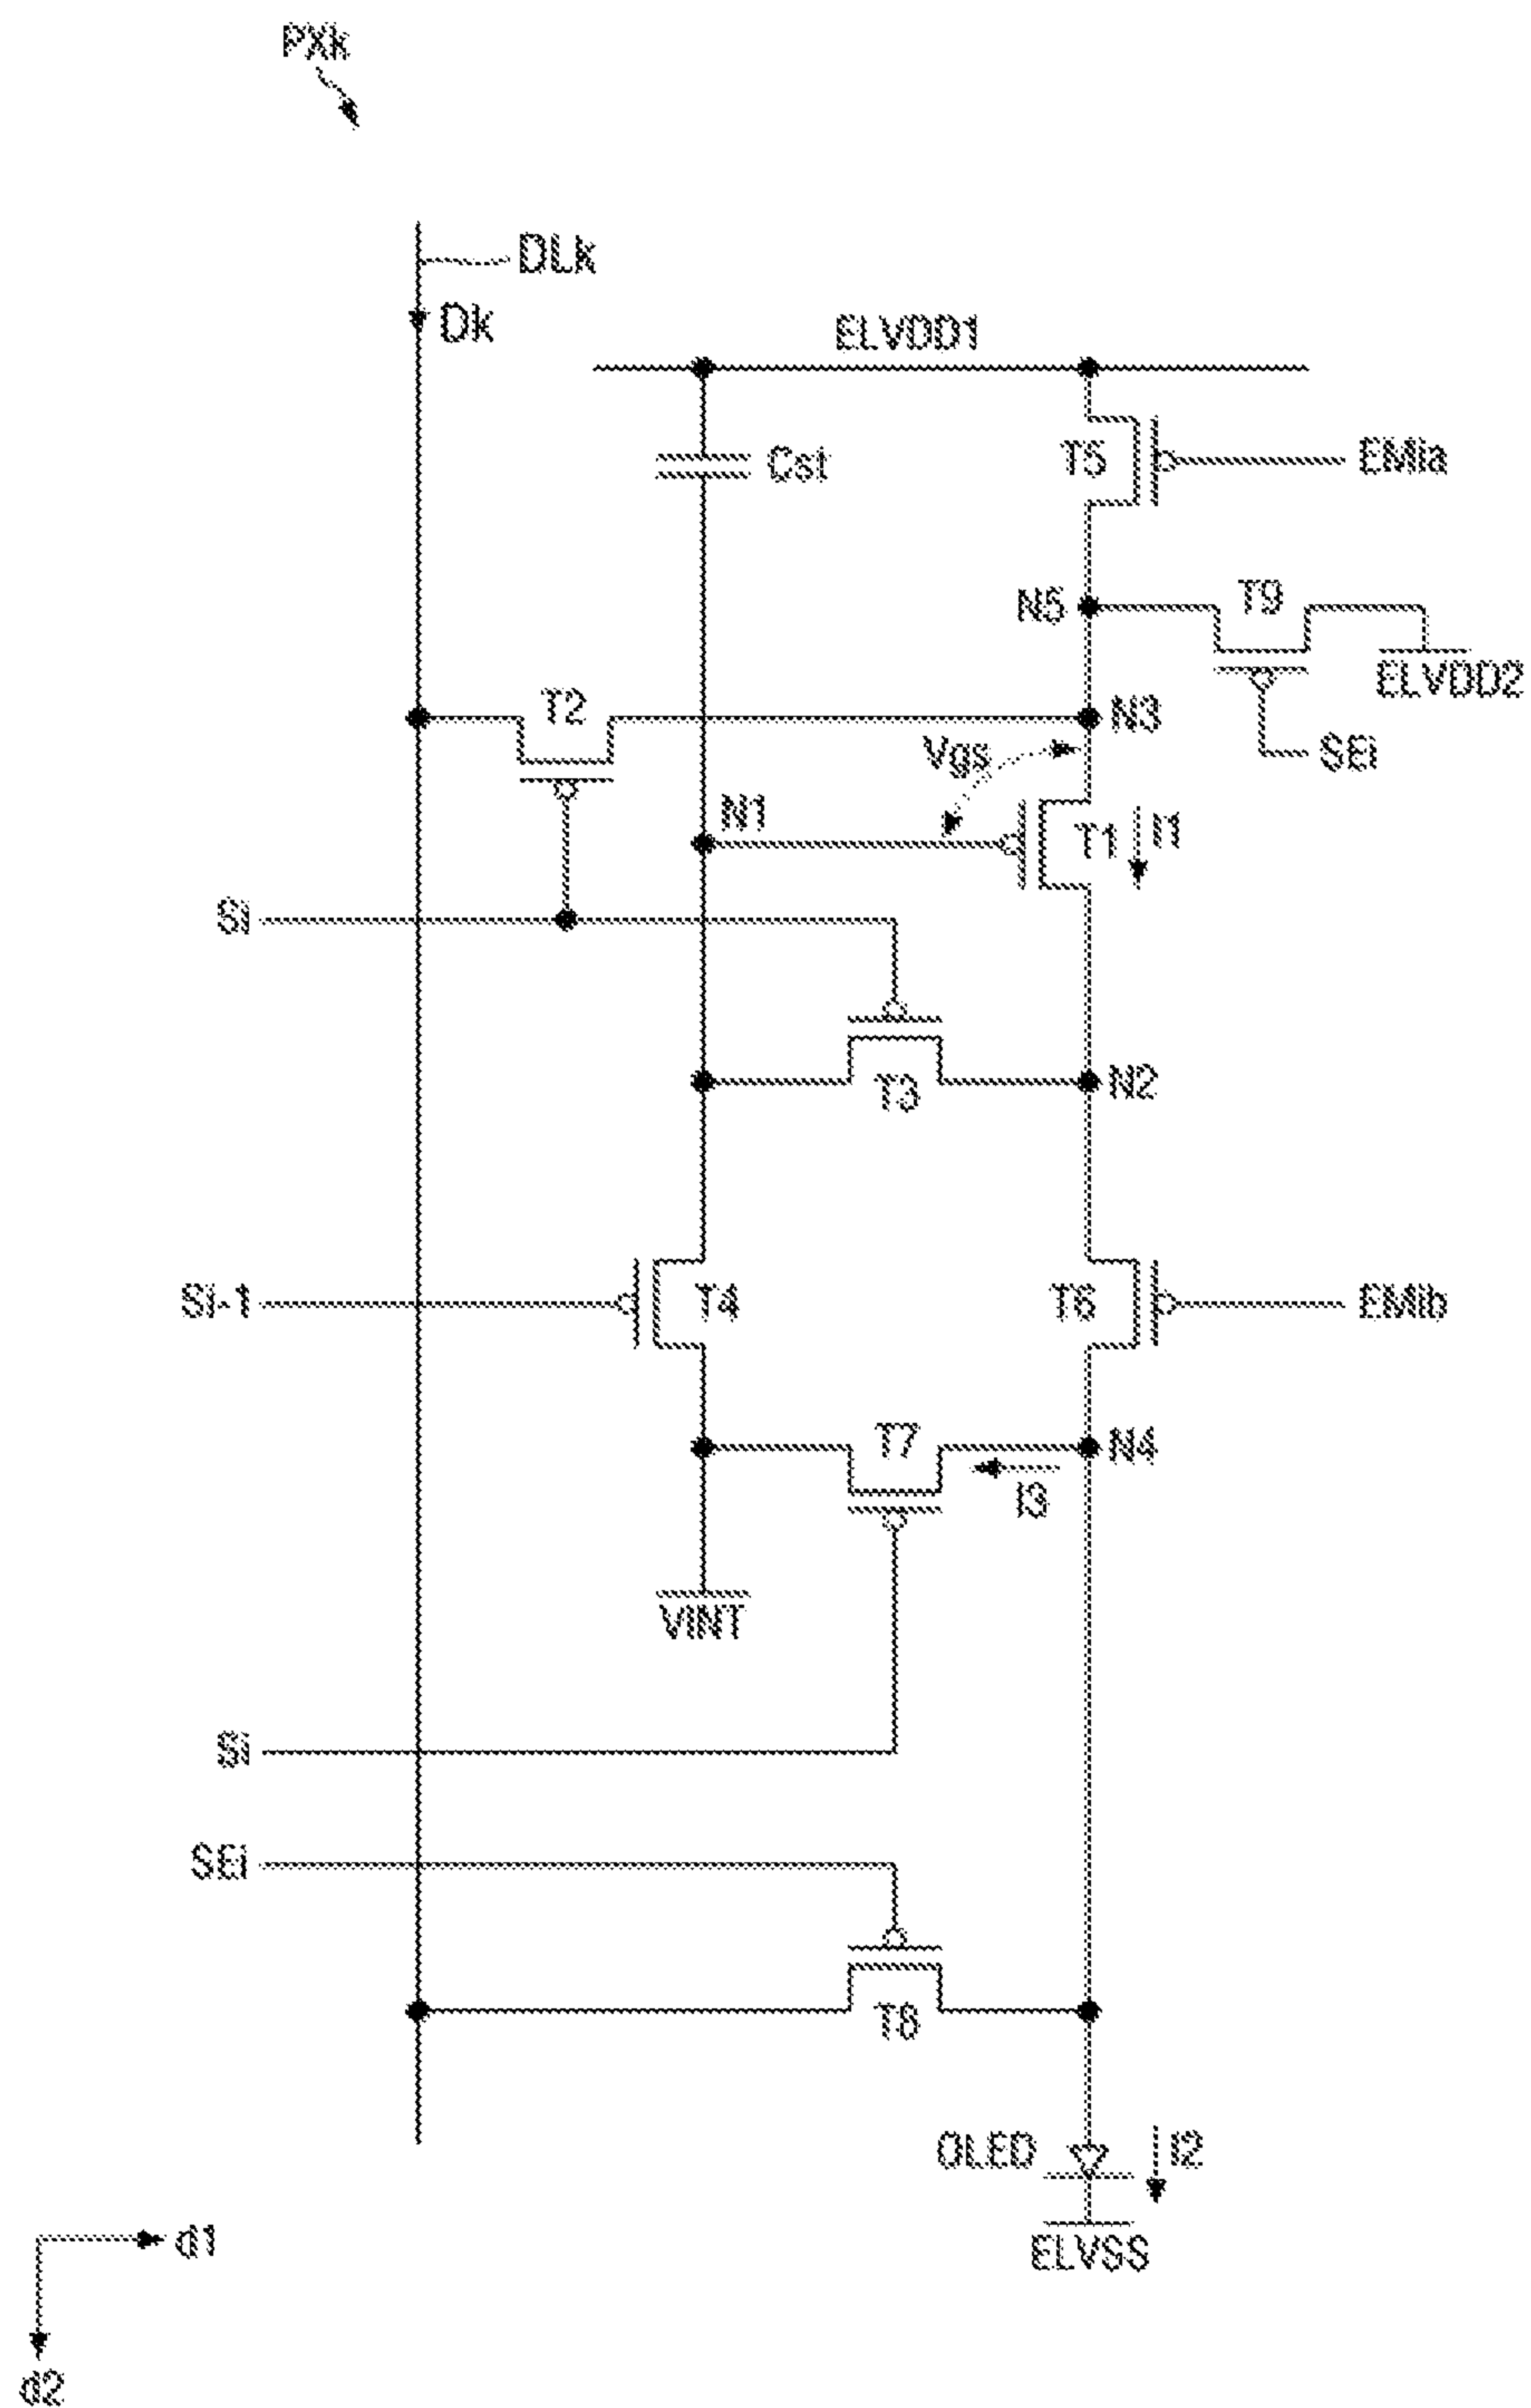 PXk
DLk
Dk
ELVDD1
Cst
T5
EMia
N5
T9
ELVDD2
T2
N3
SEi
Vgs
N1
T1
I1
Si
T3
N2
Si-1
T4
T6
EMib
T7
N4
I3
VINT
Si
SEi
T8
OLED
I2
ELVSS
d1
d2